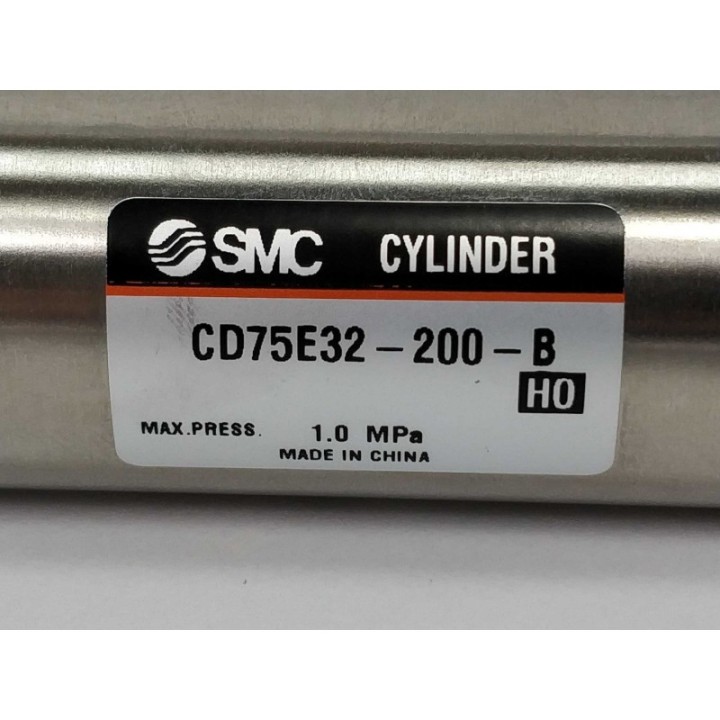 SMC CYLINDER
CD75E32-200-B
HO
MAX.PRESS. 1.0 MPa
MADE IN CHINA